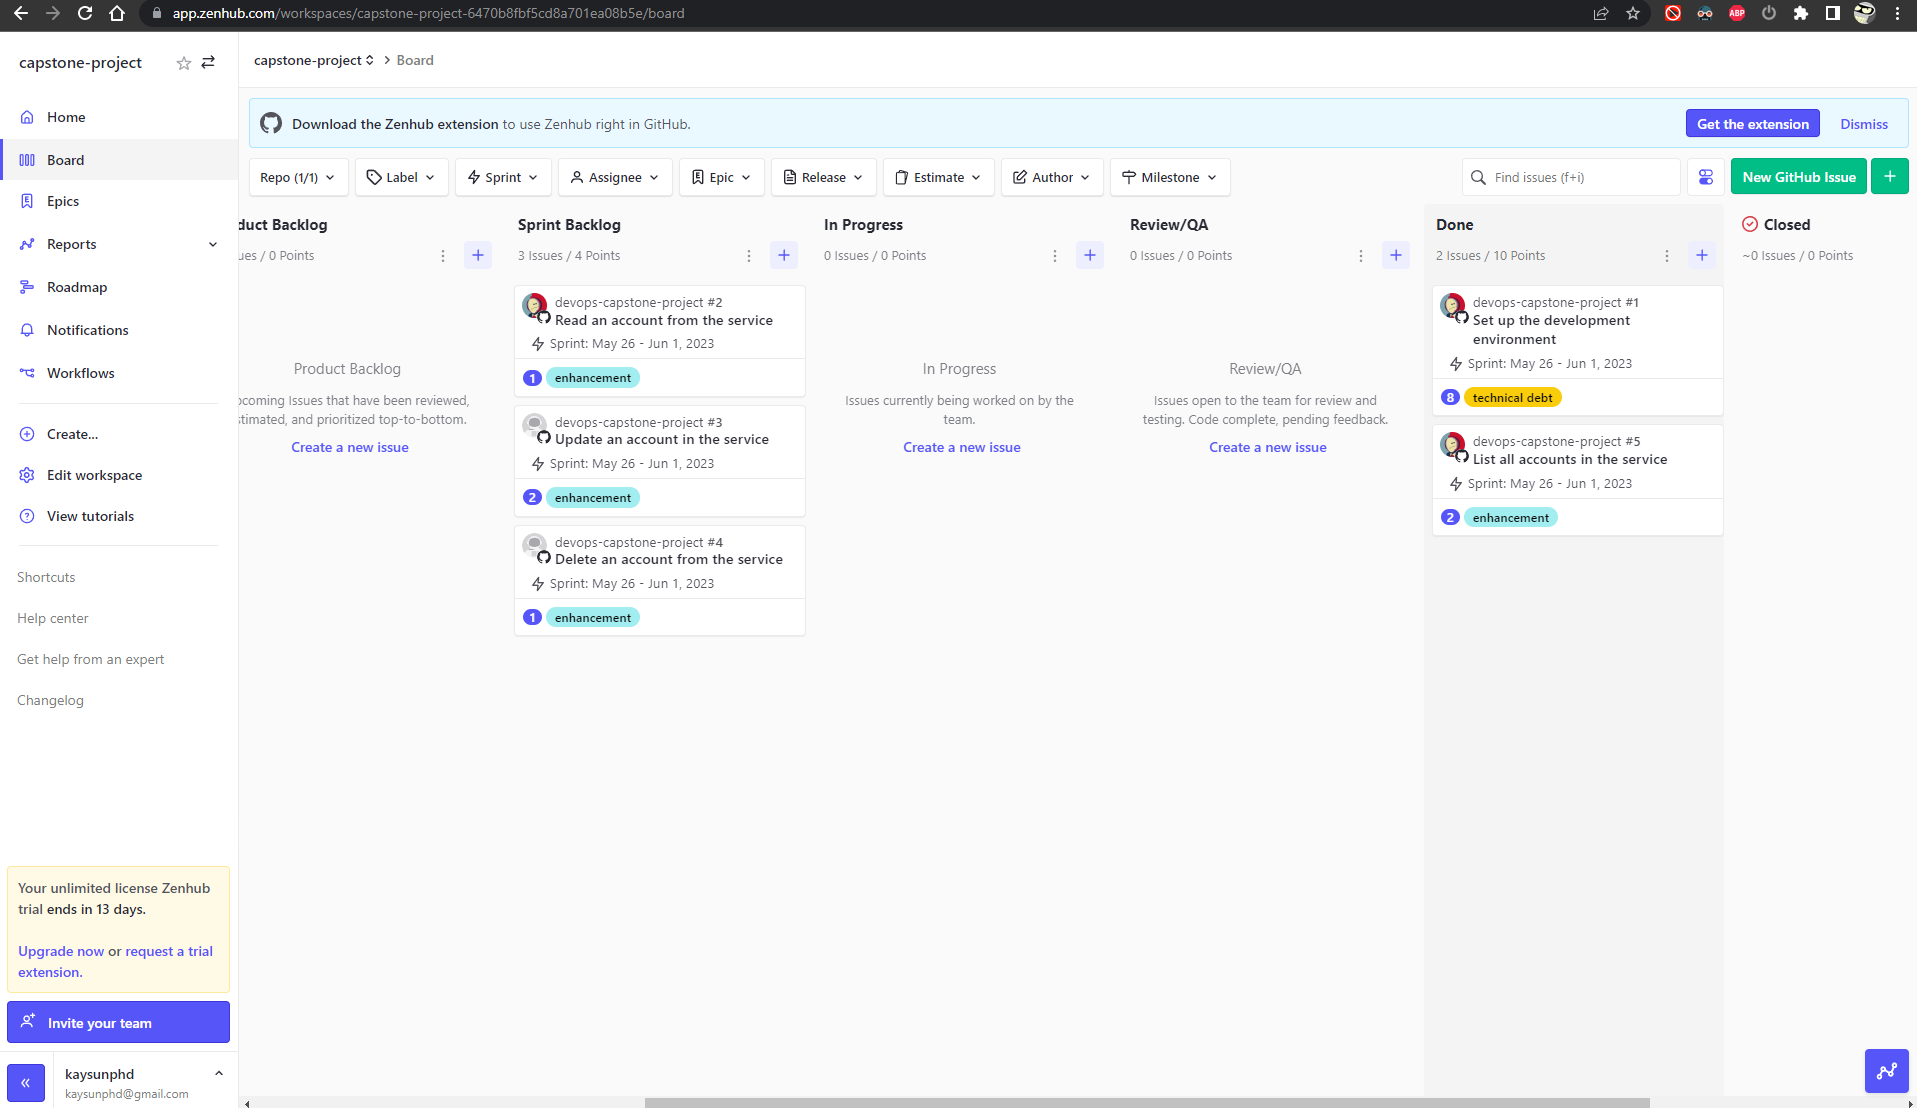 app.zenhub.com/workspaces/capstone-project-6470b8fbf5cd8a701ea08b5e/board
ABP
capstone-project
capstone-project > Board
Home
Board
Epics
Reports
Roadmap
Notifications
Workflows
Create...
Edit workspace
View tutorials
Shortcuts
Help center
Get help from an expert
Changelog
Your unlimited license Zenhub
trial ends in 13 days.
Upgrade now or request a trial
extension.
Invite your team
«
kaysunphd
kaysunphd@gmail.com
Download the Zenhub extension to use Zenhub right in GitHub.
Get the extension
Dismiss
Repo (1/1)
Label
Sprint
Assignee
Epic
Release
Estimate
Author
Milestone
Find issues (f+i)
New GitHub Issue
+
duct Backlog
ues / 0 Points
+
Product Backlog
coming Issues that have been reviewed,
timated, and prioritized top-to-bottom.
Create a new issue
Sprint Backlog
3 Issues / 4 Points
+
devops-capstone-project #2
Read an account from the service
Sprint: May 26 - Jun 1, 2023
1 enhancement
devops-capstone-project #3
Update an account in the service
Sprint: May 26 - Jun 1, 2023
2 enhancement
devops-capstone-project #4
Delete an account from the service
Sprint: May 26 - Jun 1, 2023
1 enhancement
In Progress
0 Issues / 0 Points
+
In Progress
Issues currently being worked on by the
team.
Create a new issue
Review/QA
0 Issues / 0 Points
+
Review/QA
Issues open to the team for review and
testing. Code complete, pending feedback.
Create a new issue
Done
2 Issues / 10 Points
+
devops-capstone-project #1
Set up the development
environment
Sprint: May 26 - Jun 1, 2023
8 technical debt
devops-capstone-project #5
List all accounts in the service
Sprint: May 26 - Jun 1, 2023
2 enhancement
Closed
~0 Issues / 0 Points